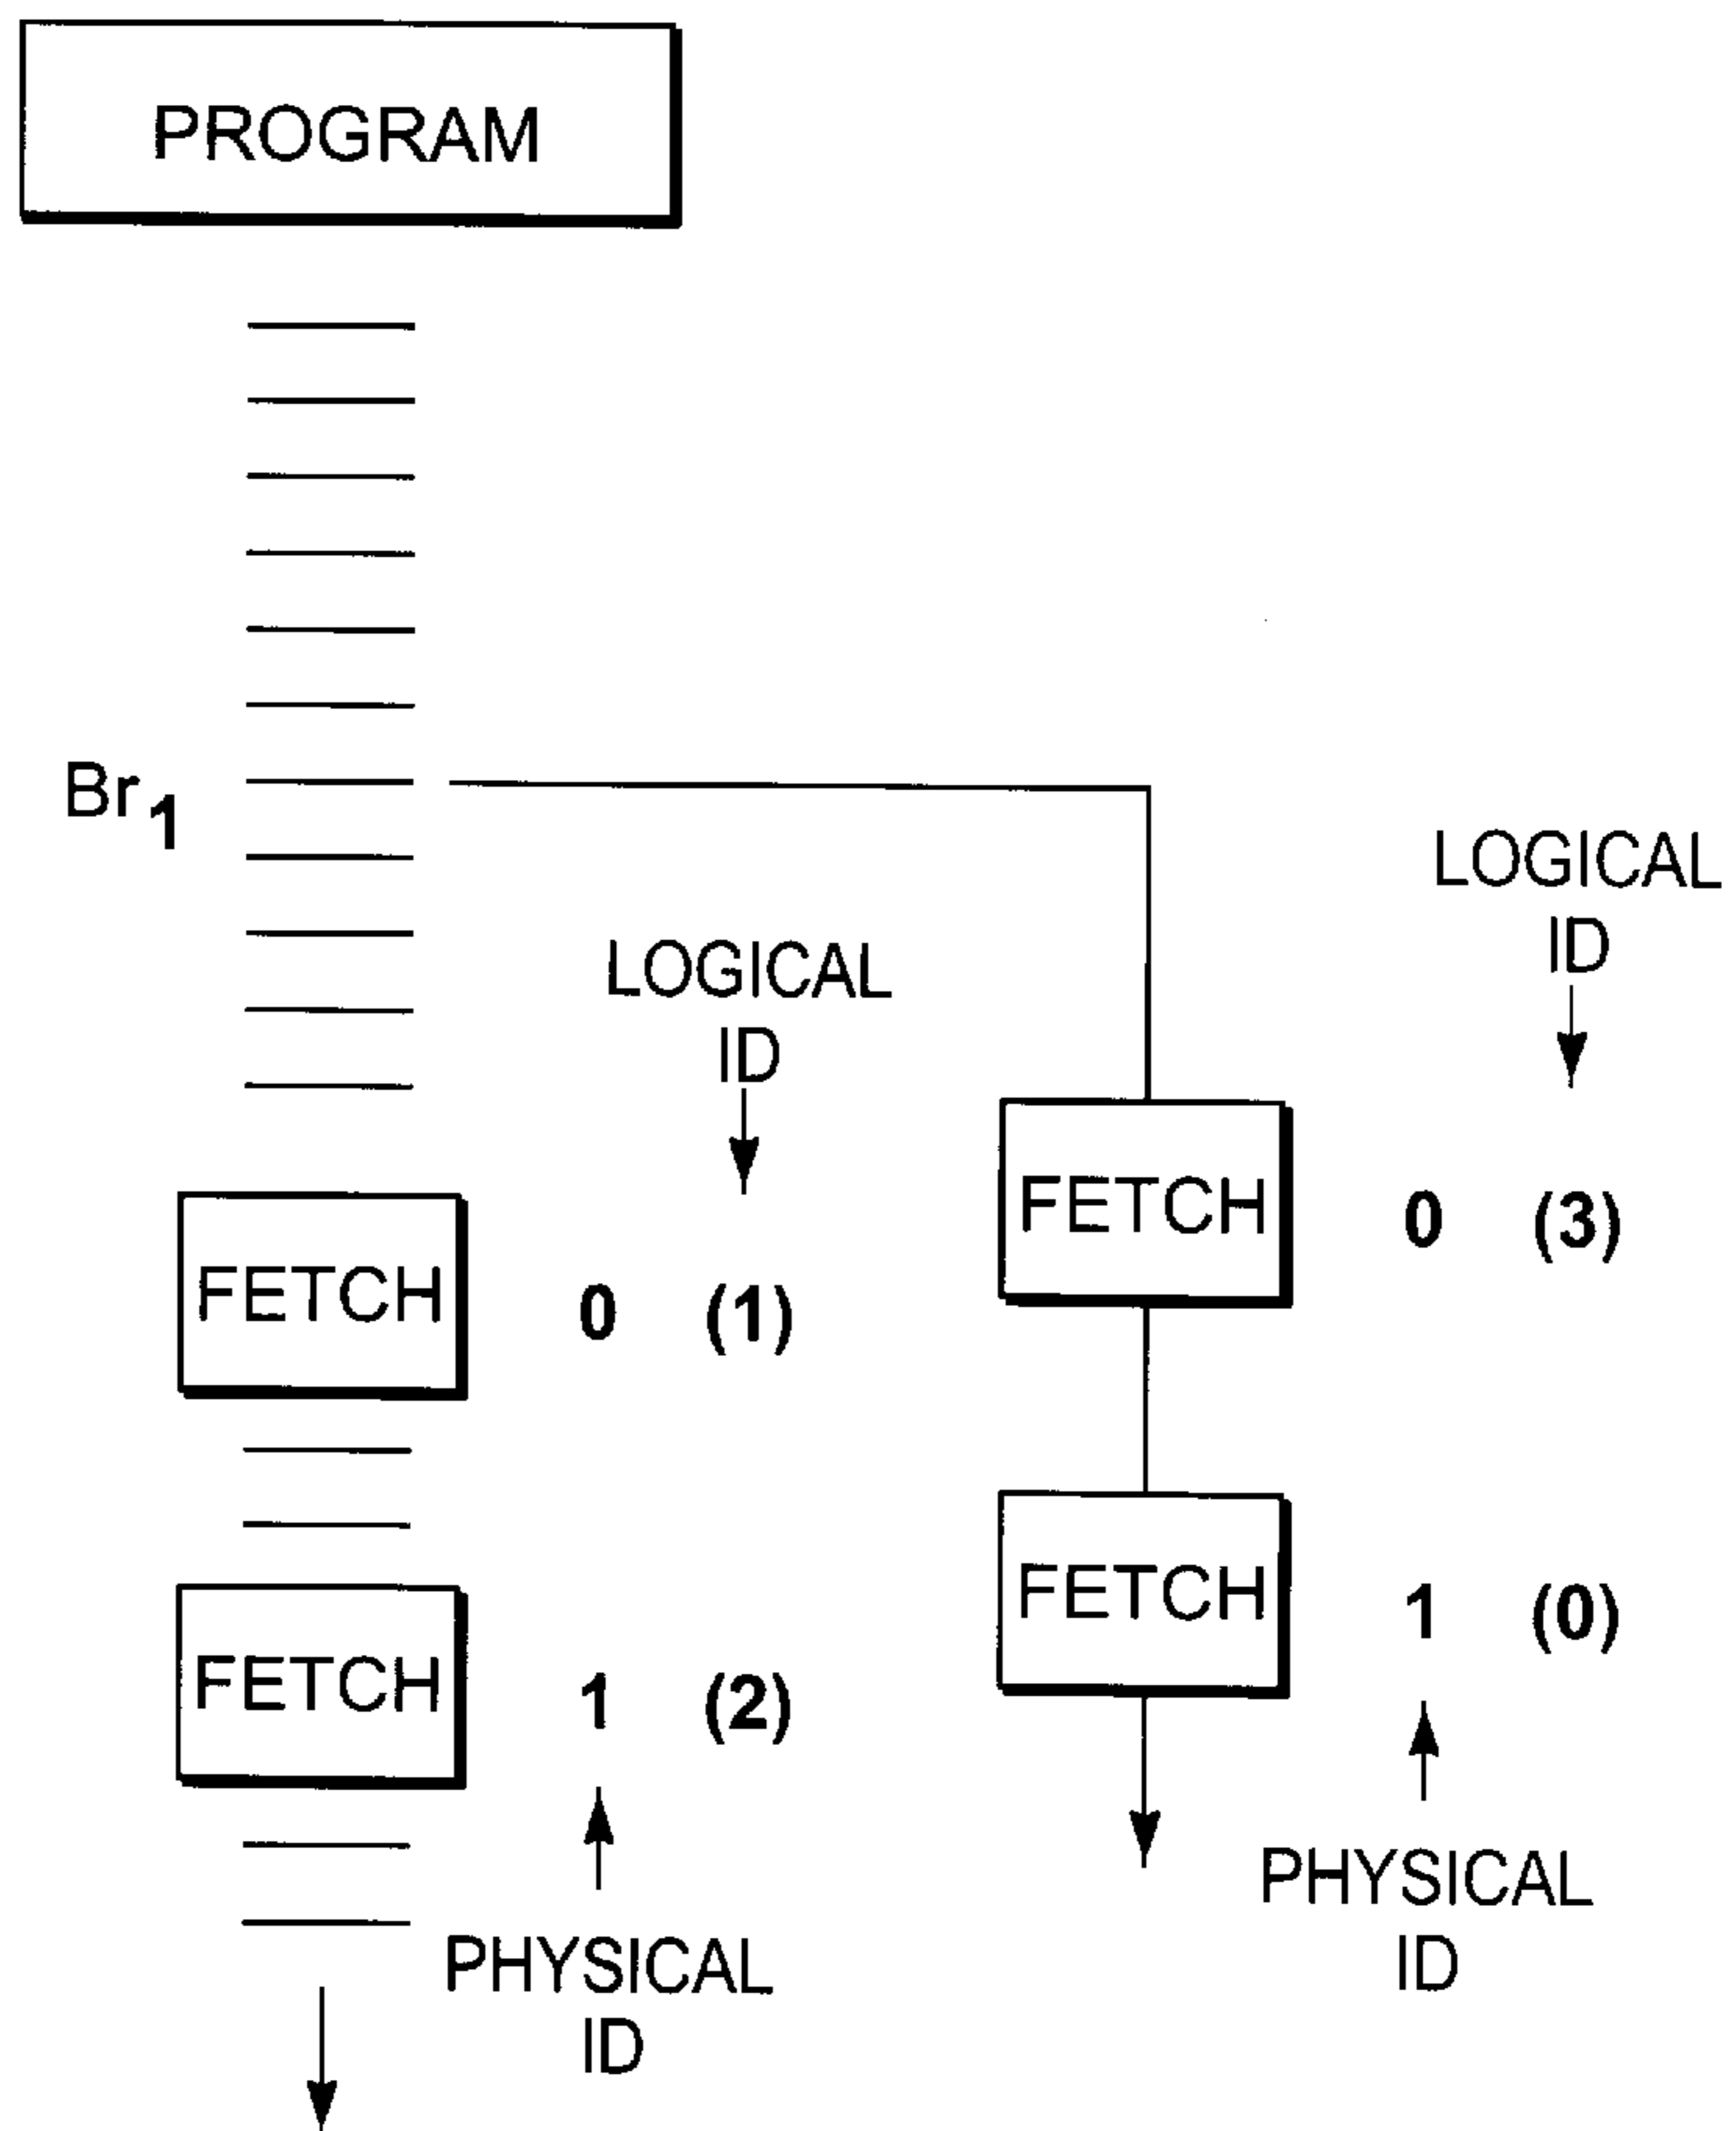 PROGRAM
Br1
LOGICAL
ID
FETCH 0 (1)
FETCH 1 (2)
PHYSICAL
ID
LOGICAL
ID
FETCH 0 (3)
FETCH 1 (0)
PHYSICAL
ID